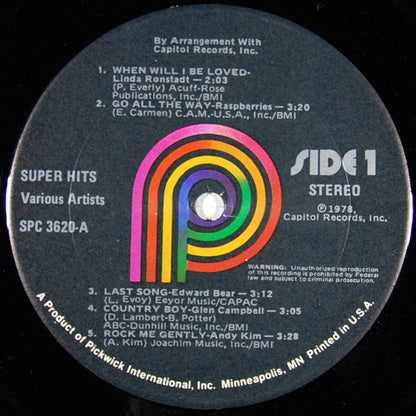 By Arrangement With
Capitol Records, Inc.
1. WHEN WILL I BE LOVED-
Linda Ronstadt — 2:03
(P. Everly) Acuff-Rose
Publications, Inc./BMI
2. GO ALL THE WAY-Raspberries — 3:20
(E. Carmen) C.A.M.-U.S.A., Inc./BMI
SUPER HITS
Various Artists
SPC 3620-A
SIDE 1
STEREO
℗1978,
Capitol Records, Inc.
WARNING: Unauthorized reproduction
of this recording is prohibited by Federal
law and subject to criminal prosecution.
3. LAST SONG-Edward Bear — 3:12
(L. Evoy) Eeyor Music/CAPAC
4. COUNTRY BOY-Glen Campbell — 3:05
(D. Lambert-B. Potter)
ABC-Dunhill Music, Inc./BMI
5. ROCK ME GENTLY-Andy Kim — 3:28
(A. Kim) Joachim Music, Inc./BMI
A Product of Pickwick International, Inc. Minneapolis, MN Printed in U.S.A.